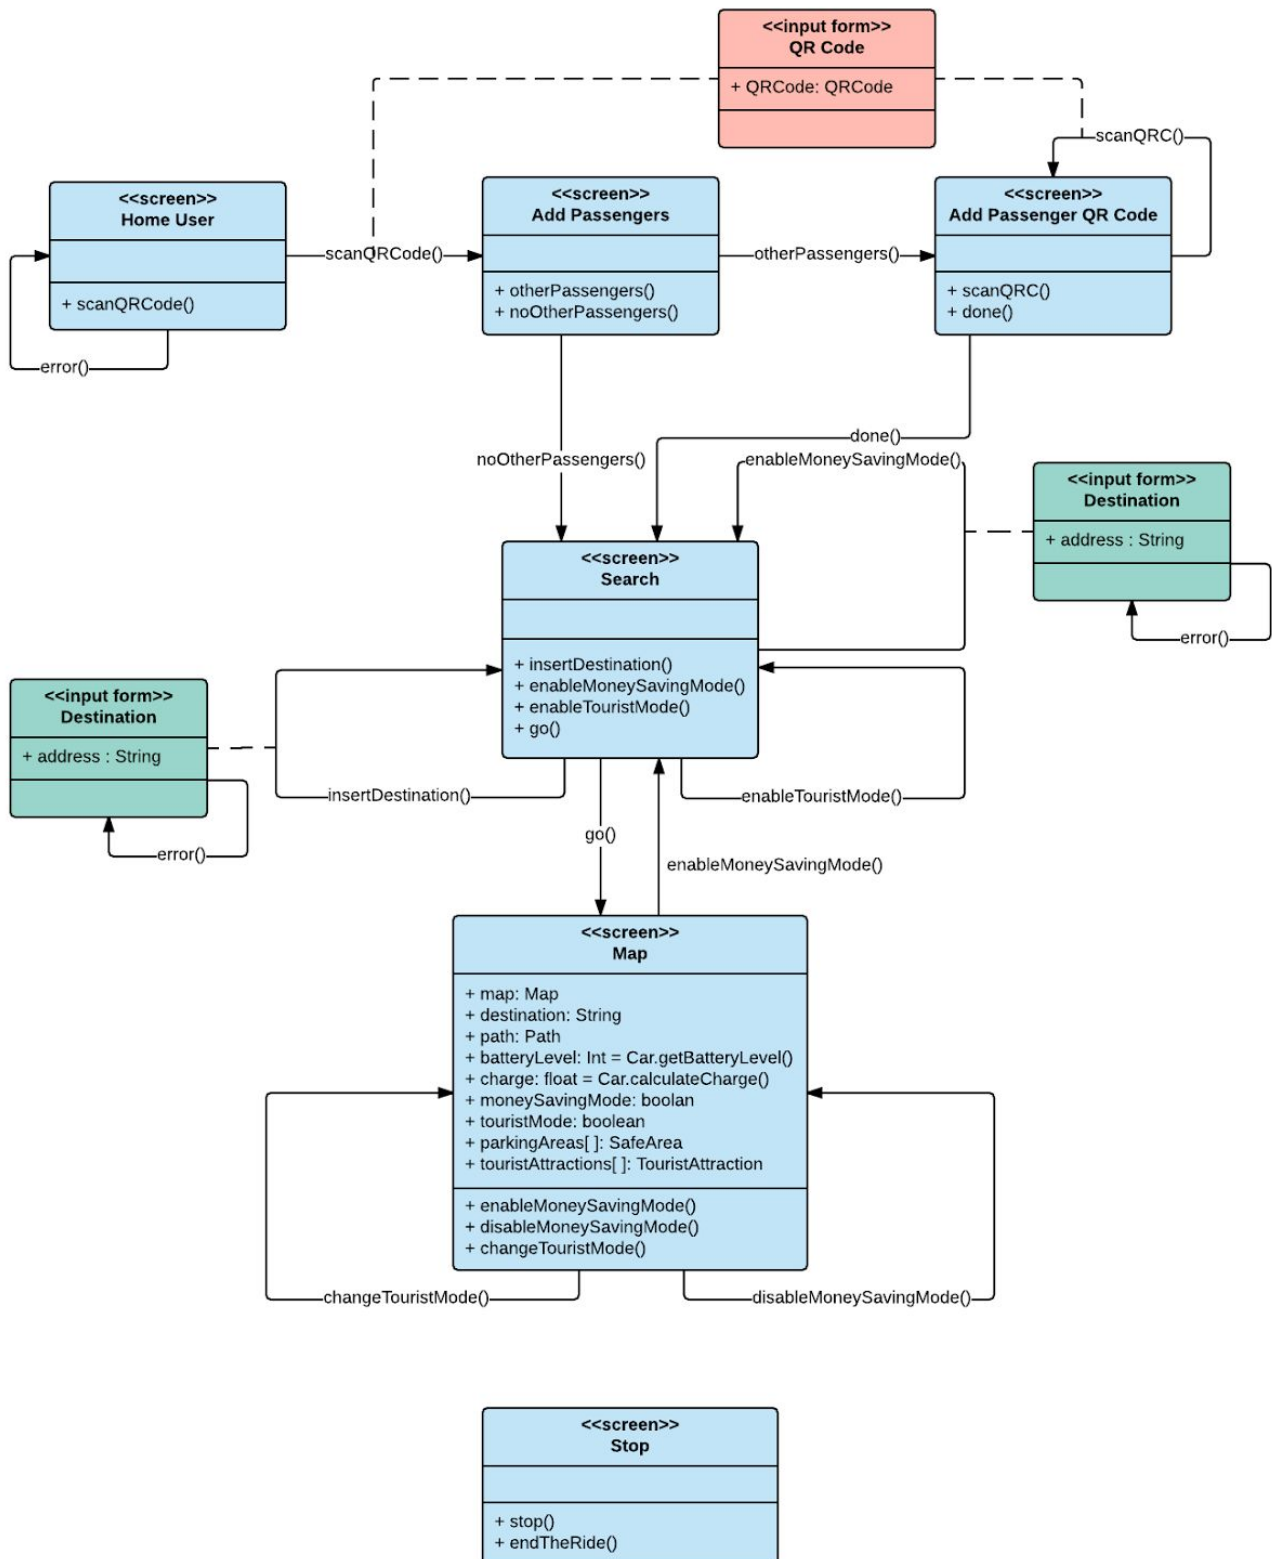 <<input form>>
QR Code
+ QRCode: QRCode
scanQRC()
<<screen>>
Home User
+ scanQRCode()
error()
scanQRCode()
<<screen>>
Add Passengers
+ otherPassengers()
+ noOtherPassengers()
otherPassengers()
<<screen>>
Add Passenger QR Code
+ scanQRC()
+ done()
done()
noOtherPassengers()
enableMoneySavingMode()
<<input form>>
Destination
+ address : String
error()
<<screen>>
Search
+ insertDestination()
+ enableMoneySavingMode()
+ enableTouristMode()
+ go()
<<input form>>
Destination
+ address : String
error()
insertDestination()
enableTouristMode()
go()
enableMoneySavingMode()
<<screen>>
Map
+ map: Map
+ destination: String
+ path: Path
+ batteryLevel: Int = Car.getBatteryLevel()
+ charge: float = Car.calculateCharge()
+ moneySavingMode: boolan
+ touristMode: boolean
+ parkingAreas[ ]: SafeArea
+ touristAttractions[ ]: TouristAttraction
+ enableMoneySavingMode()
+ disableMoneySavingMode()
+ changeTouristMode()
changeTouristMode()
disableMoneySavingMode()
<<screen>>
Stop
+ stop()
+ endTheRide()